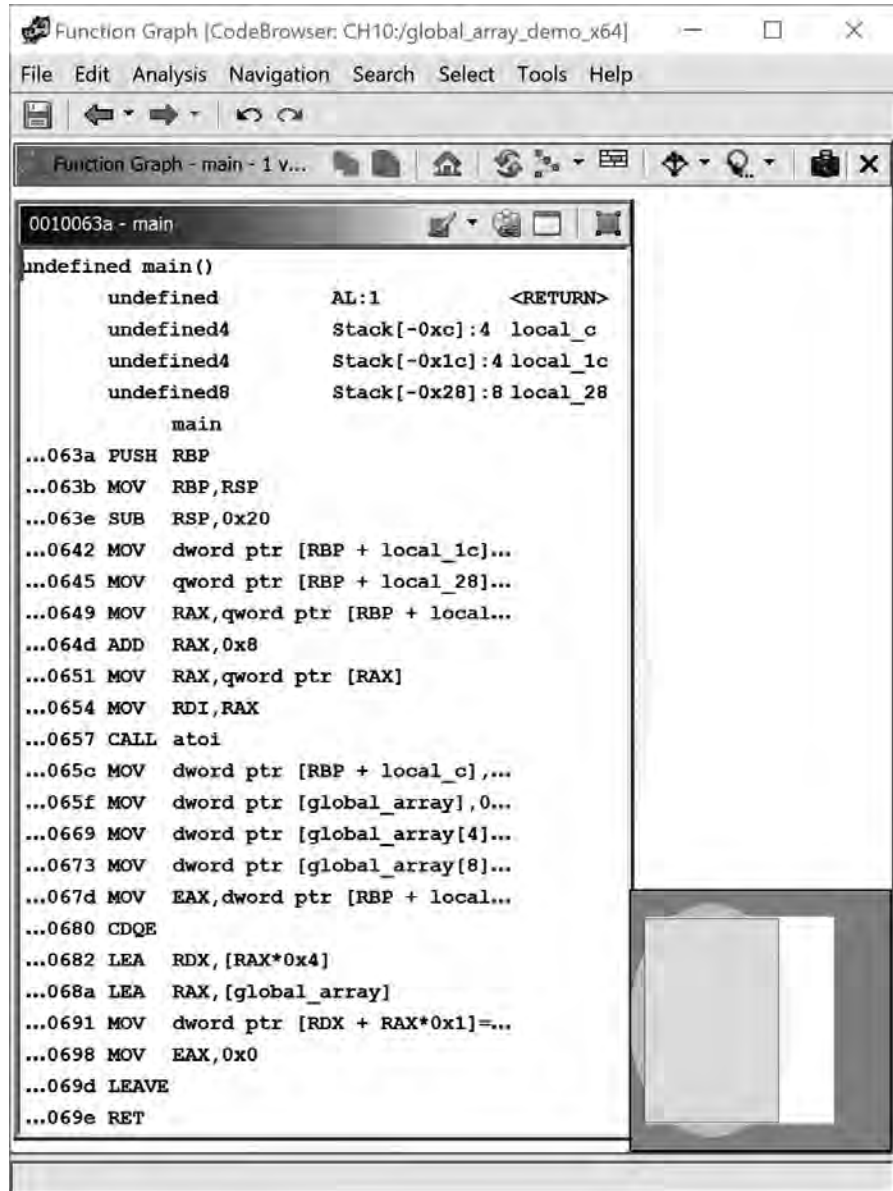 Function Graph [CodeBrowser: CH10:/global_array_demo_x64]
File Edit Analysis Navigation Search Select Tools Help
Function Graph - main - 1 v...
0010063a - main
undefined main()
undefined AL:1 <RETURN>
undefined4 Stack[-0xc]:4 local_c
undefined4 Stack[-0x1c]:4 local_1c
undefined8 Stack[-0x28]:8 local_28
main
...063a PUSH RBP
...063b MOV RBP,RSP
...063e SUB RSP,0x20
...0642 MOV dword ptr [RBP + local_1c]...
...0645 MOV qword ptr [RBP + local_28]...
...0649 MOV RAX,qword ptr [RBP + local...
...064d ADD RAX,0x8
...0651 MOV RAX,qword ptr [RAX]
...0654 MOV RDI,RAX
...0657 CALL atoi
...065c MOV dword ptr [RBP + local_c],...
...065f MOV dword ptr [global_array],0...
...0669 MOV dword ptr [global_array[4]...
...0673 MOV dword ptr [global_array[8]...
...067d MOV EAX,dword ptr [RBP + local...
...0680 CDQE
...0682 LEA RDX,[RAX*0x4]
...068a LEA RAX,[global_array]
...0691 MOV dword ptr [RDX + RAX*0x1]=...
...0698 MOV EAX,0x0
...069d LEAVE
...069e RET